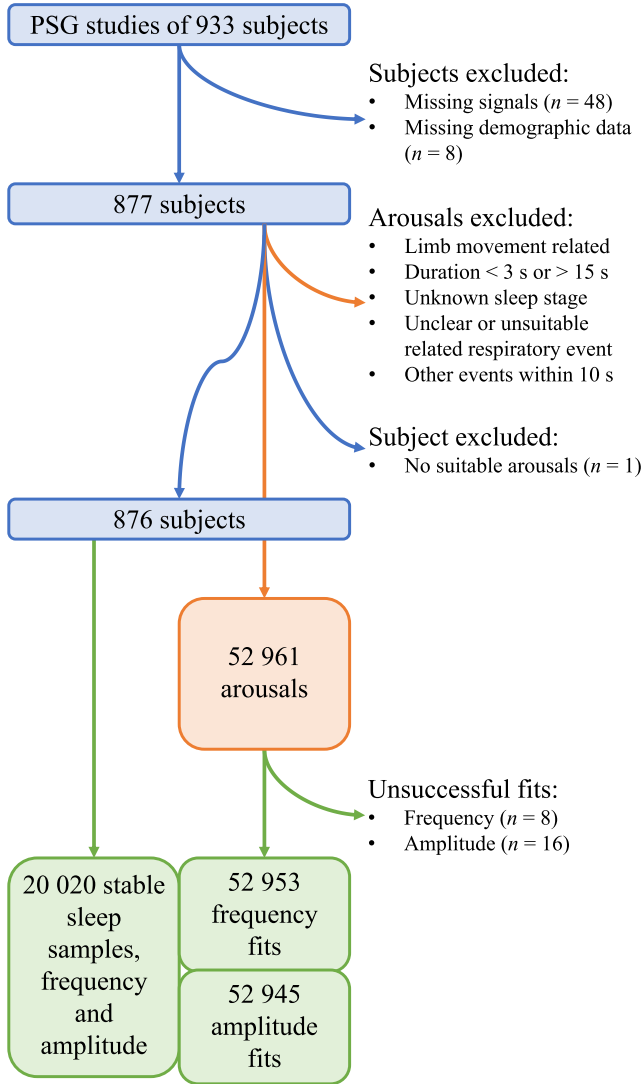 PSG studies of 933 subjects
Subjects excluded:
• Missing signals (n = 48)
• Missing demographic data
(n = 8)
877 subjects
Arousals excluded:
• Limb movement related
• Duration < 3 s or > 15 s
• Unknown sleep stage
• Unclear or unsuitable
related respiratory event
• Other events within 10 s
Subject excluded:
• No suitable arousals (n = 1)
876 subjects
52 961
arousals
Unsuccessful fits:
• Frequency (n = 8)
• Amplitude (n = 16)
20 020 stable
sleep
samples,
frequency
and
amplitude
52 953
frequency
fits
52 945
amplitude
fits